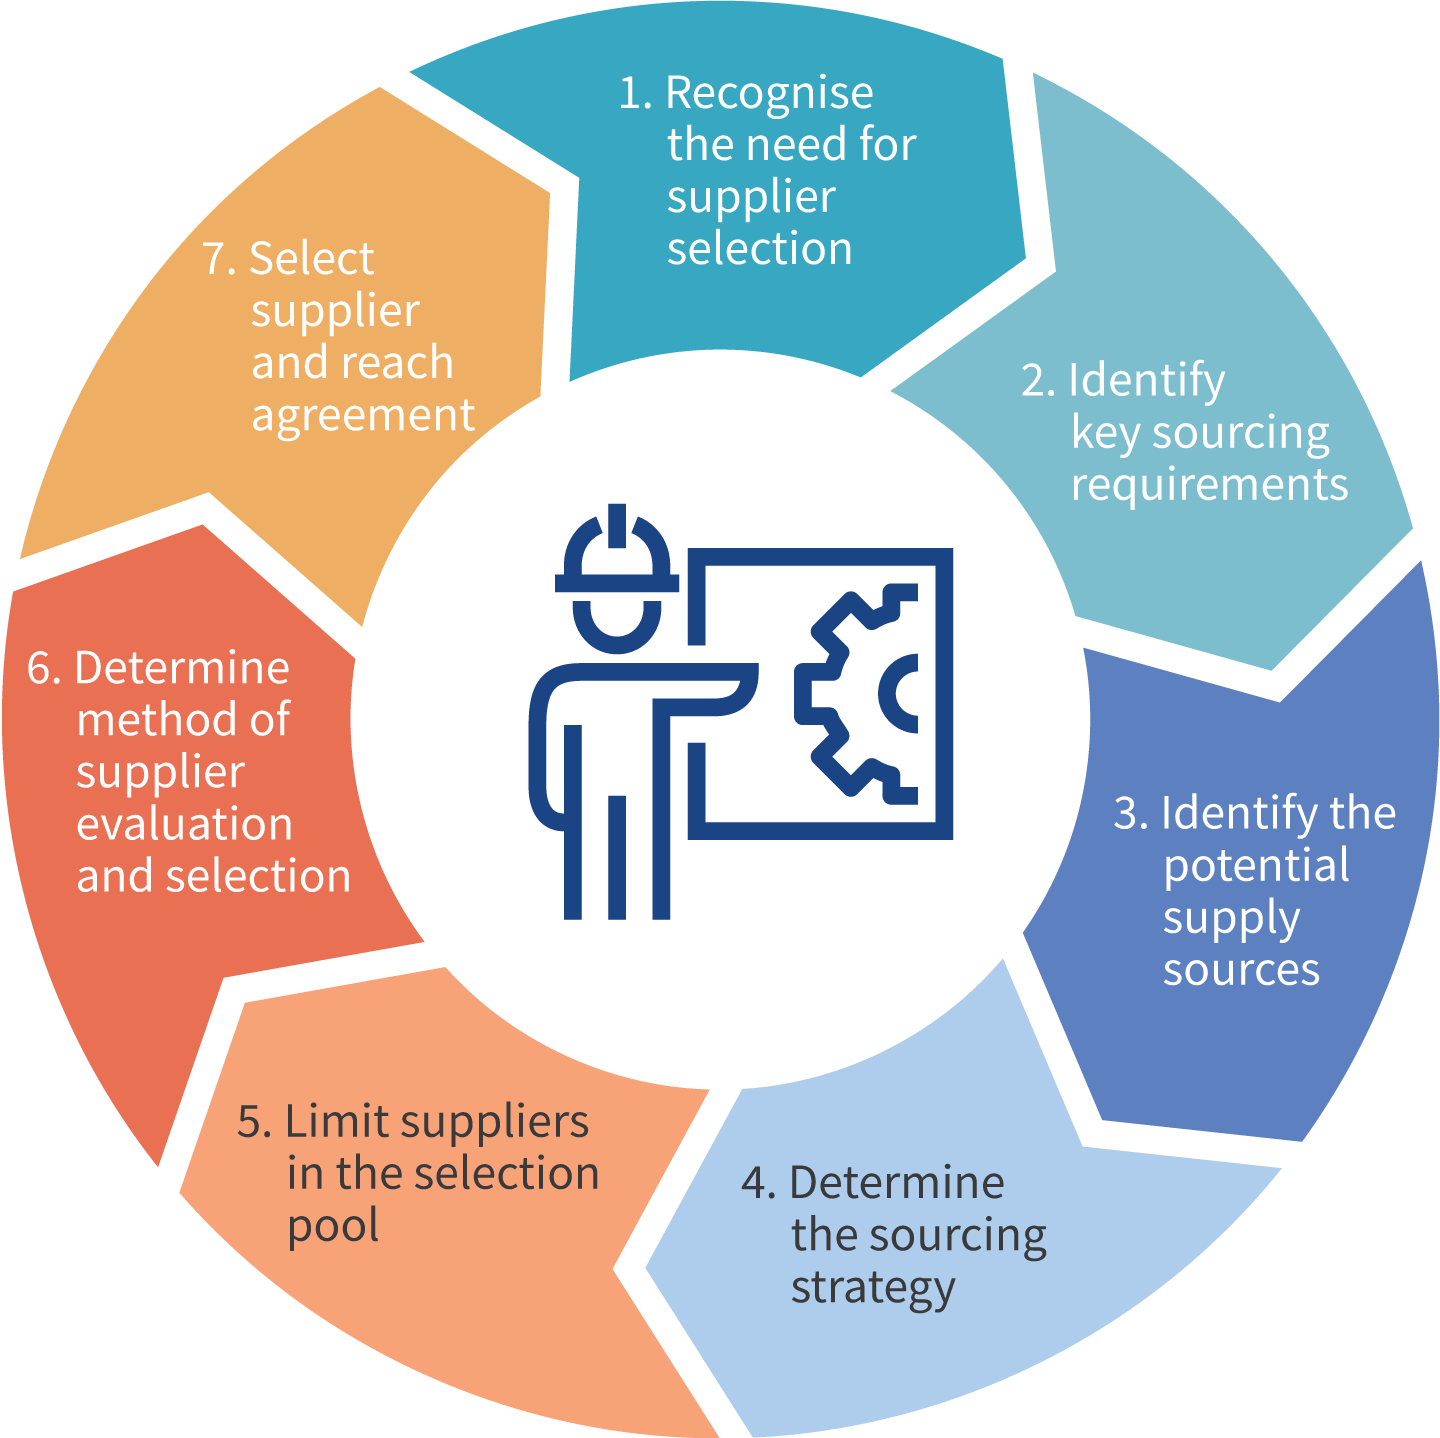 1. Recognise
the need for
supplier
selection
2. Identify
key sourcing
requirements
3. Identify the
potential
supply
sources
4. Determine
the sourcing
strategy
5. Limit suppliers
in the selection
pool
6. Determine
method of
supplier
evaluation
and selection
7. Select
supplier
and reach
agreement